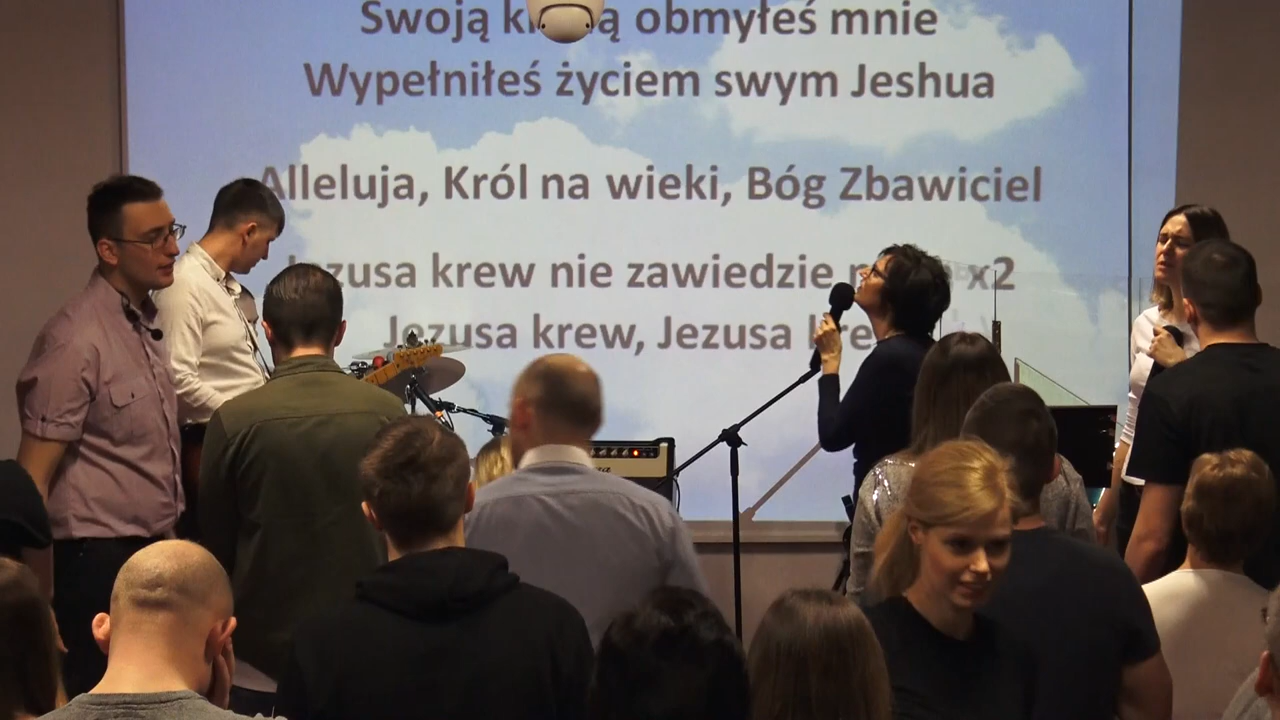 Swoją obmyłeś mnie
Wypełniłeś życiem swym Jeshua
Alleluja, Król na wieki, Bóg Zbawiciel
Jezusa krew nie zawiedzie x2
Jezusa krew, Jezusa